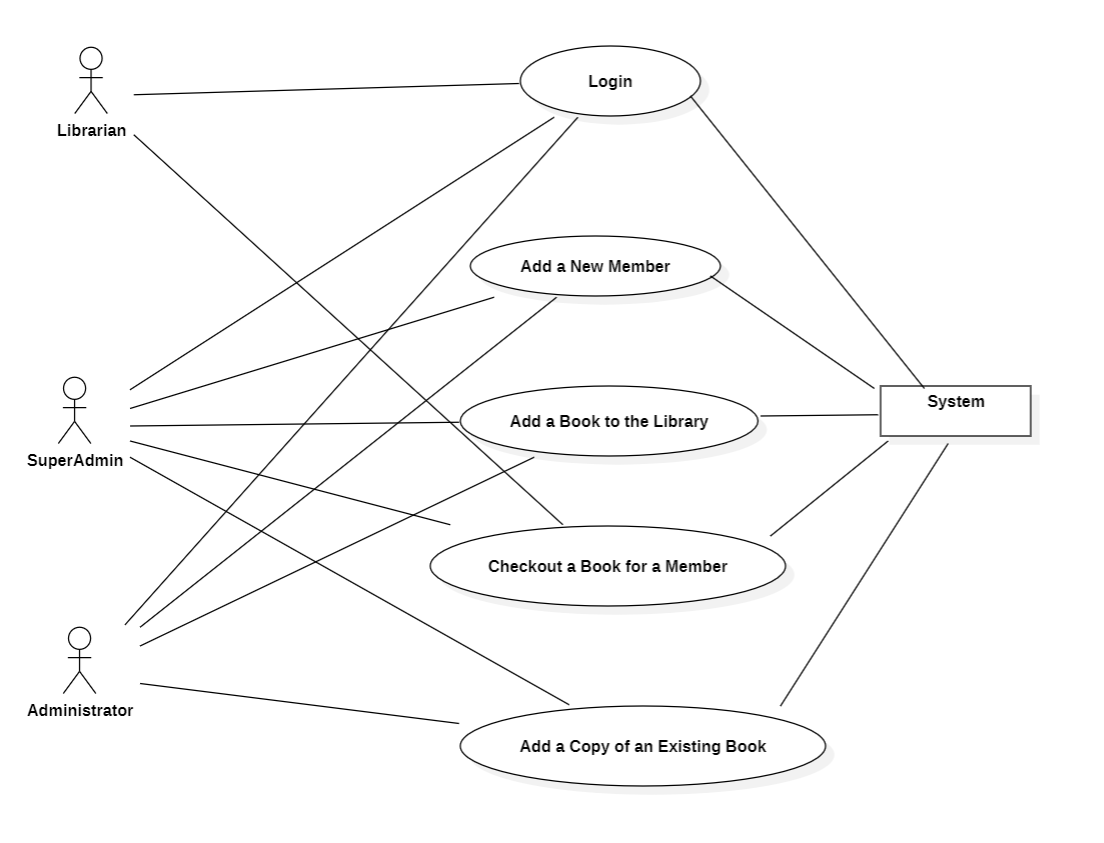 Login
Librarian
Add a New Member
System
Add a Book to the Library
SuperAdmin
Checkout a Book for a Member
Administrator
Add a Copy of an Existing Book